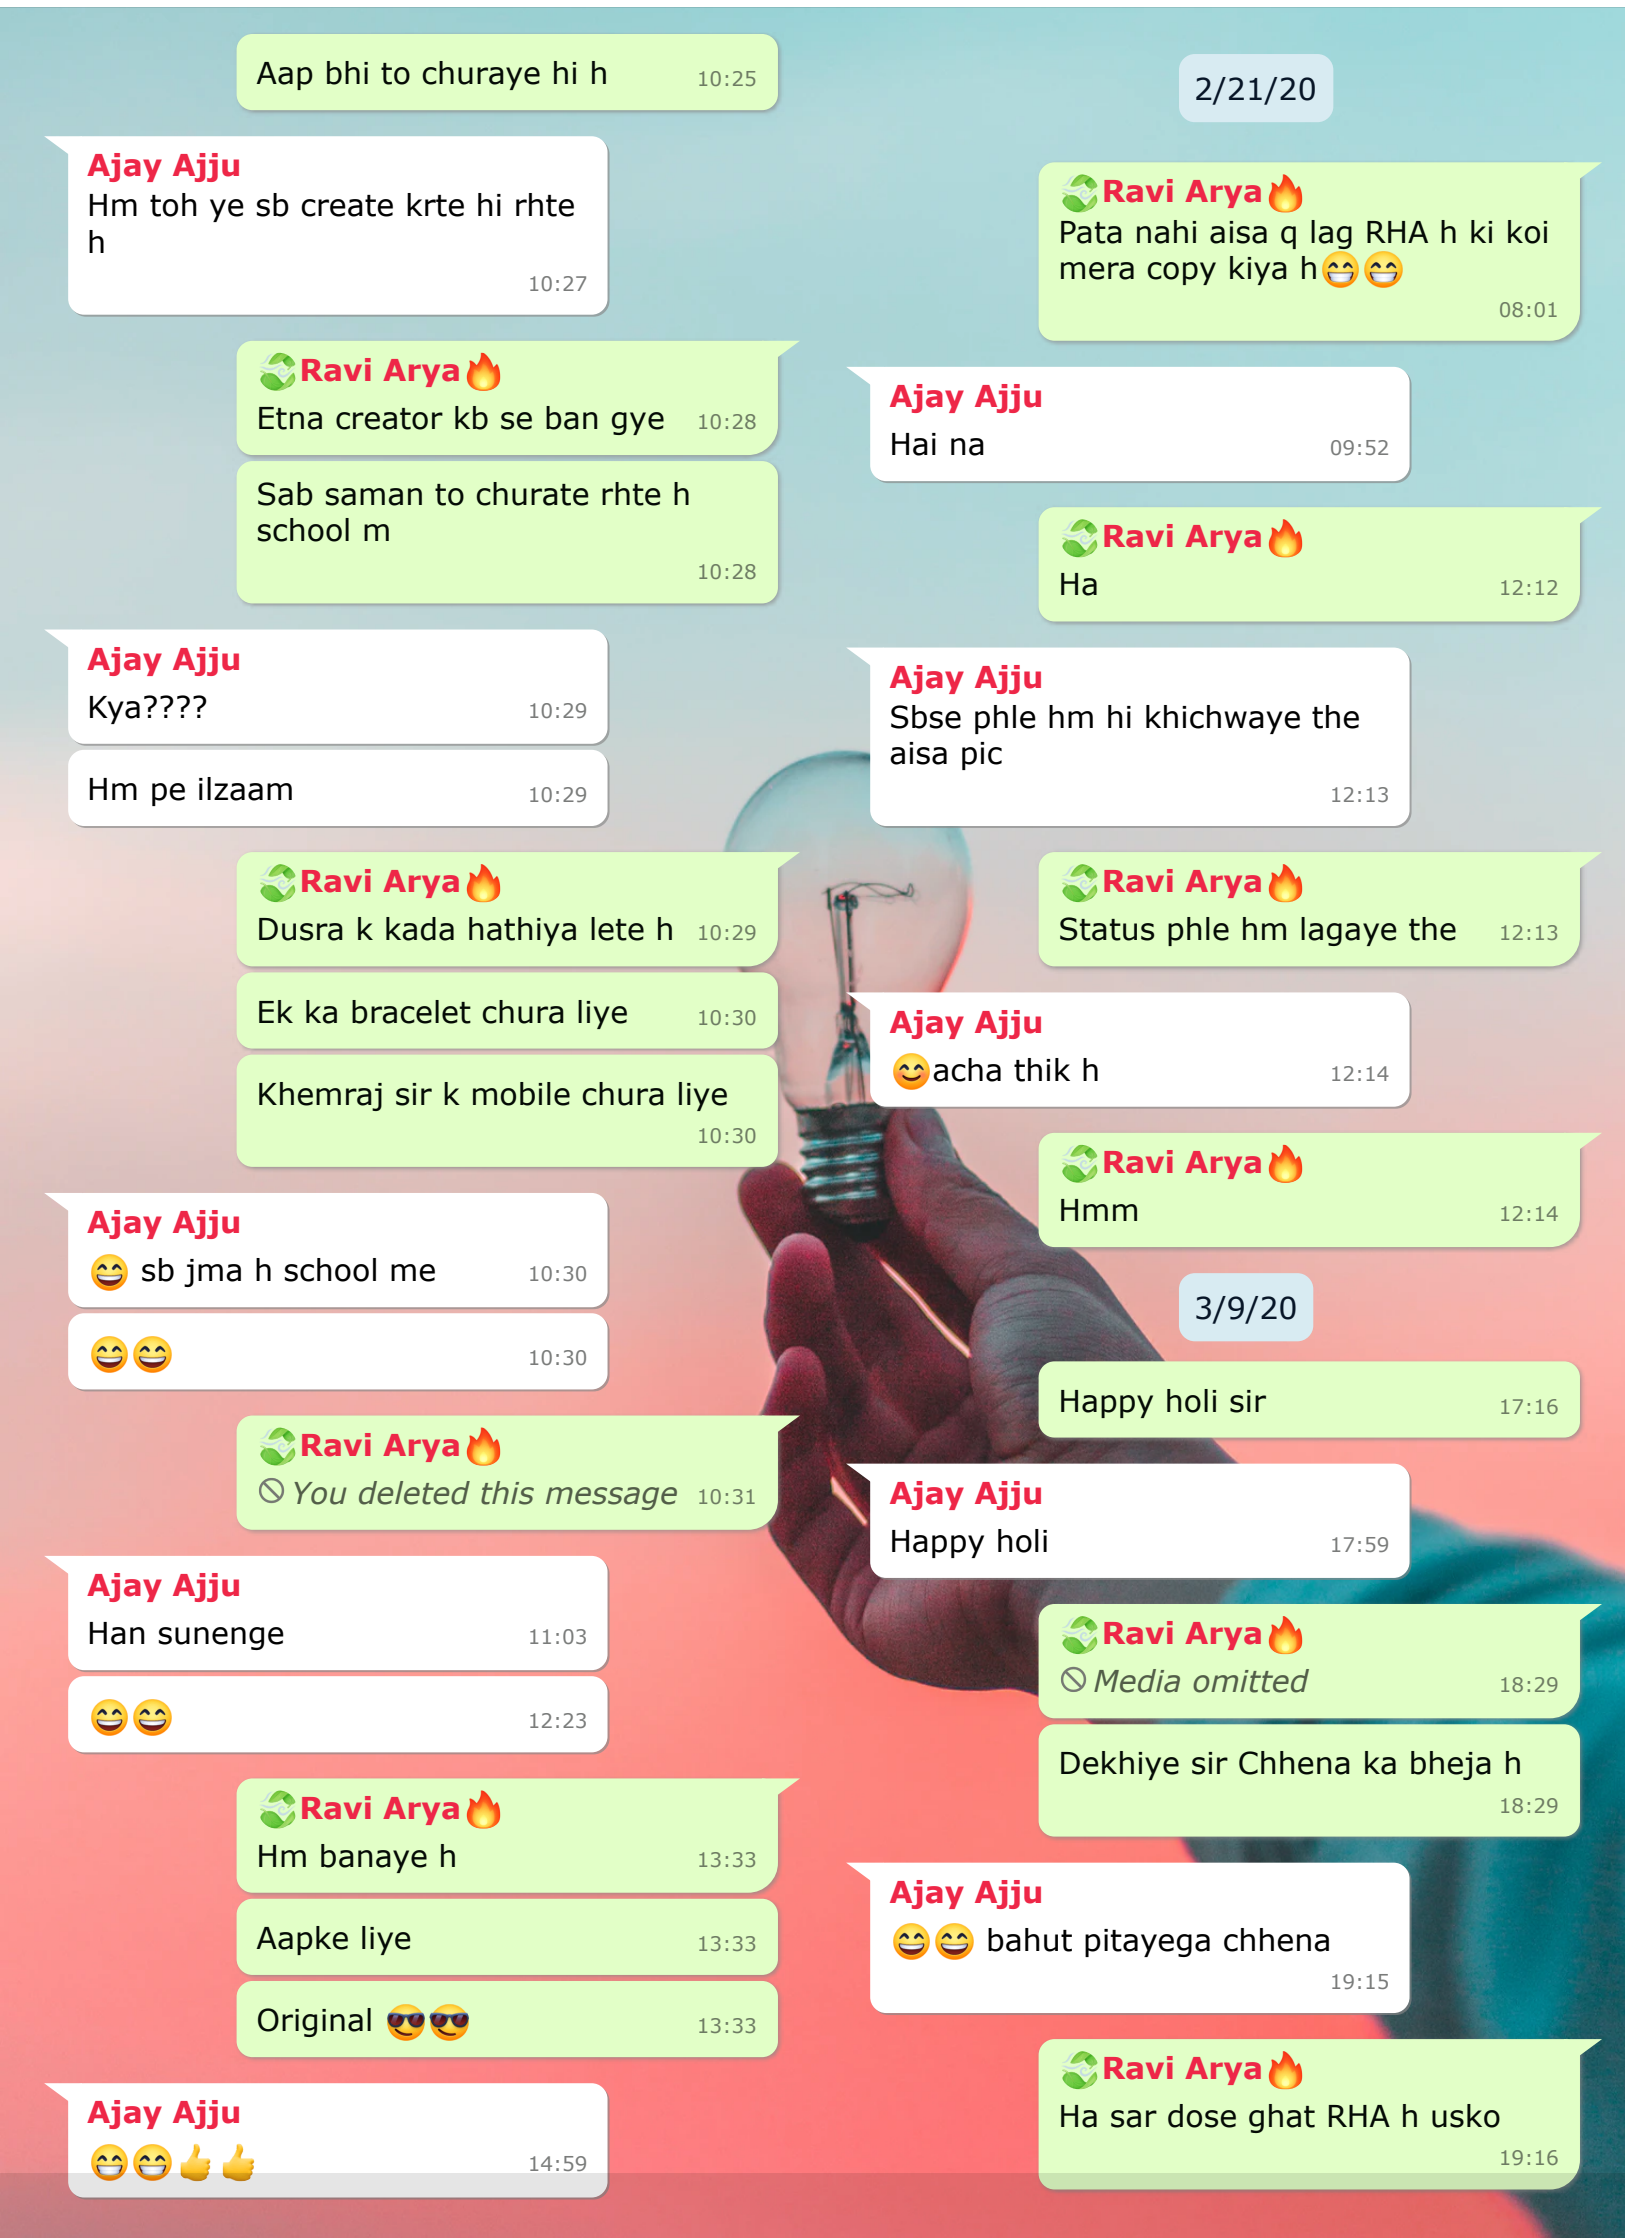 Aap bhi to churaye hi h 10:25
Ajay Ajju
Hm toh ye sb create krte hi rhte
h
10:27
Ravi Arya🔥
Etna creator kb se ban gye 10:28
Sab saman to churate rhte h
school m
10:28
Ajay Ajju
Kya???? 10:29
Hm pe ilzaam 10:29
Ravi Arya🔥
Dusra k kada hathiya lete h 10:29
Ek ka bracelet chura liye 10:30
Khemraj sir k mobile chura liye
10:30
Ajay Ajju
😄 sb jma h school me 10:30
😄😄 10:30
Ravi Arya🔥
🚫 You deleted this message 10:31
Ajay Ajju
Han sunenge 11:03
😄😄 12:23
Ravi Arya🔥
Hm banaye h 13:33
Aapke liye 13:33
Original 😎😎 13:33
Ajay Ajju
😁😁👍👍 14:59
2/21/20
Ravi Arya🔥
Pata nahi aisa q lag RHA h ki koi
mera copy kiya h😁😁
08:01
Ajay Ajju
Hai na 09:52
Ravi Arya🔥
Ha 12:12
Ajay Ajju
Sbse phle hm hi khichwaye the
aisa pic
12:13
Ravi Arya🔥
Status phle hm lagaye the 12:13
Ajay Ajju
😊acha thik h 12:14
Ravi Arya🔥
Hmm 12:14
3/9/20
Happy holi sir 17:16
Ajay Ajju
Happy holi 17:59
Ravi Arya🔥
🚫 Media omitted 18:29
Dekhiye sir Chhena ka bheja h
18:29
Ajay Ajju
😄😄 bahut pitayega chhena
19:15
Ravi Arya🔥
Ha sar dose ghat RHA h usko
19:16